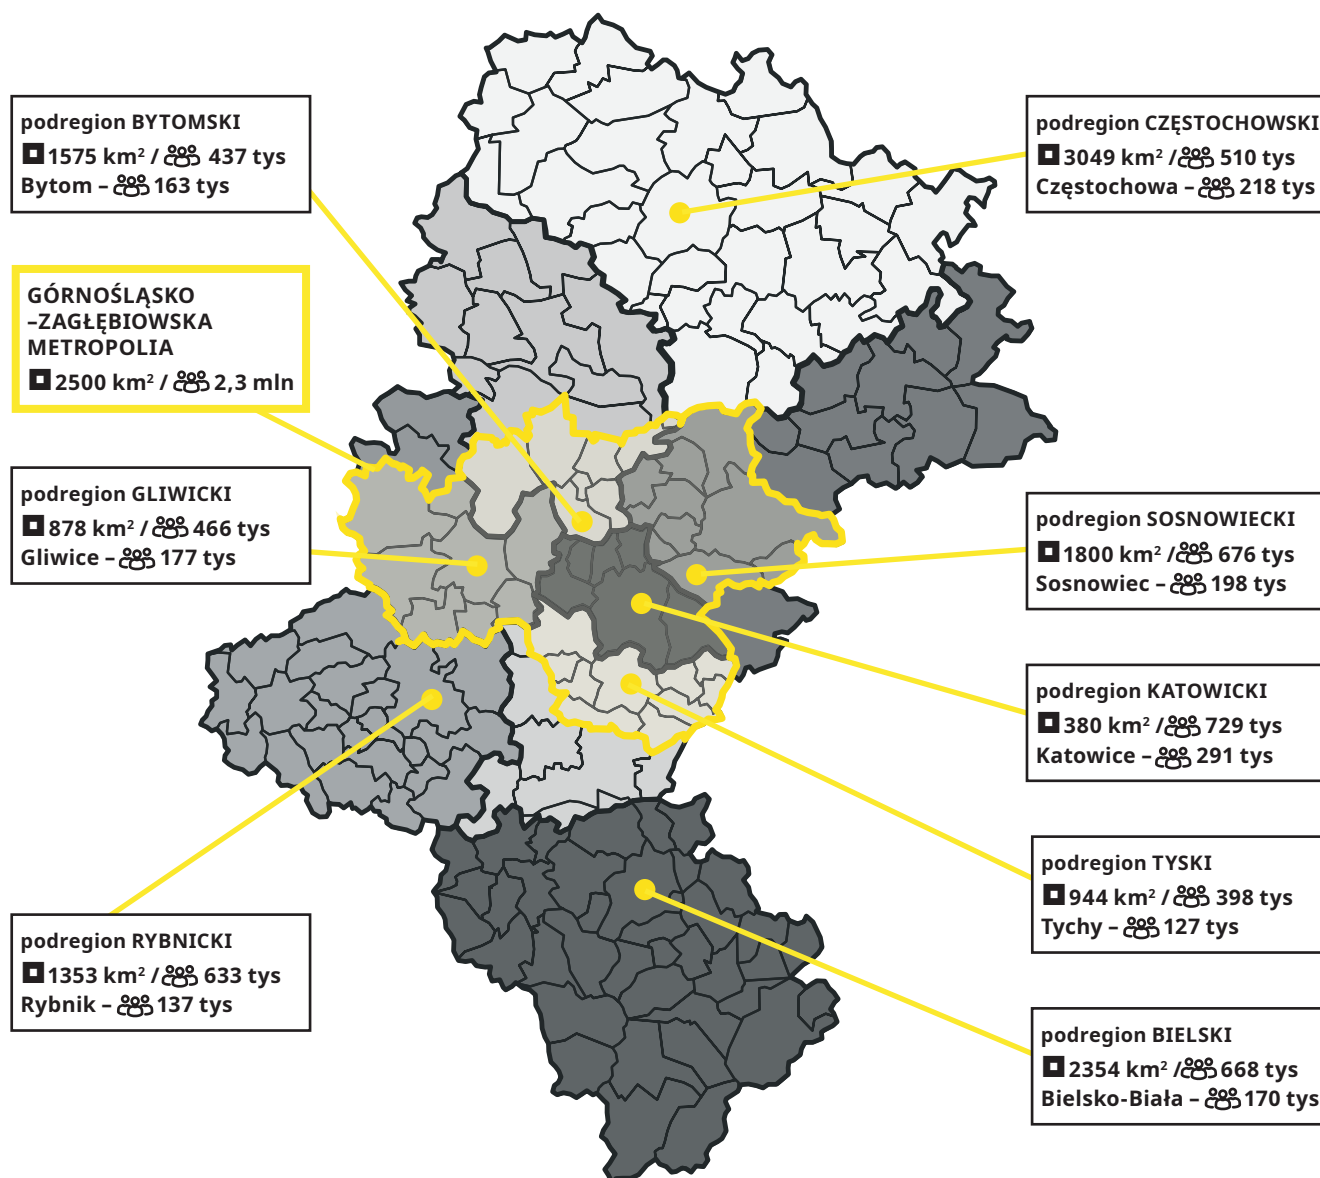 podregion BYTOMSKI
1575 km² / 437 tys
Bytom – 163 tys
GÓRNOŚLĄSKO
–ZAGŁĘBIOWSKA
METROPOLIA
2500 km² / 2,3 mln
podregion GLIWICKI
878 km² / 466 tys
Gliwice – 177 tys
podregion RYBNICKI
1353 km² / 633 tys
Rybnik – 137 tys
podregion CZĘSTOCHOWSKI
3049 km² / 510 tys
Częstochowa – 218 tys
podregion SOSNOWIECKI
1800 km² / 676 tys
Sosnowiec – 198 tys
podregion KATOWICKI
380 km² / 729 tys
Katowice – 291 tys
podregion TYSKI
944 km² / 398 tys
Tychy – 127 tys
podregion BIELSKI
2354 km² / 668 tys
Bielsko-Biała – 170 tys